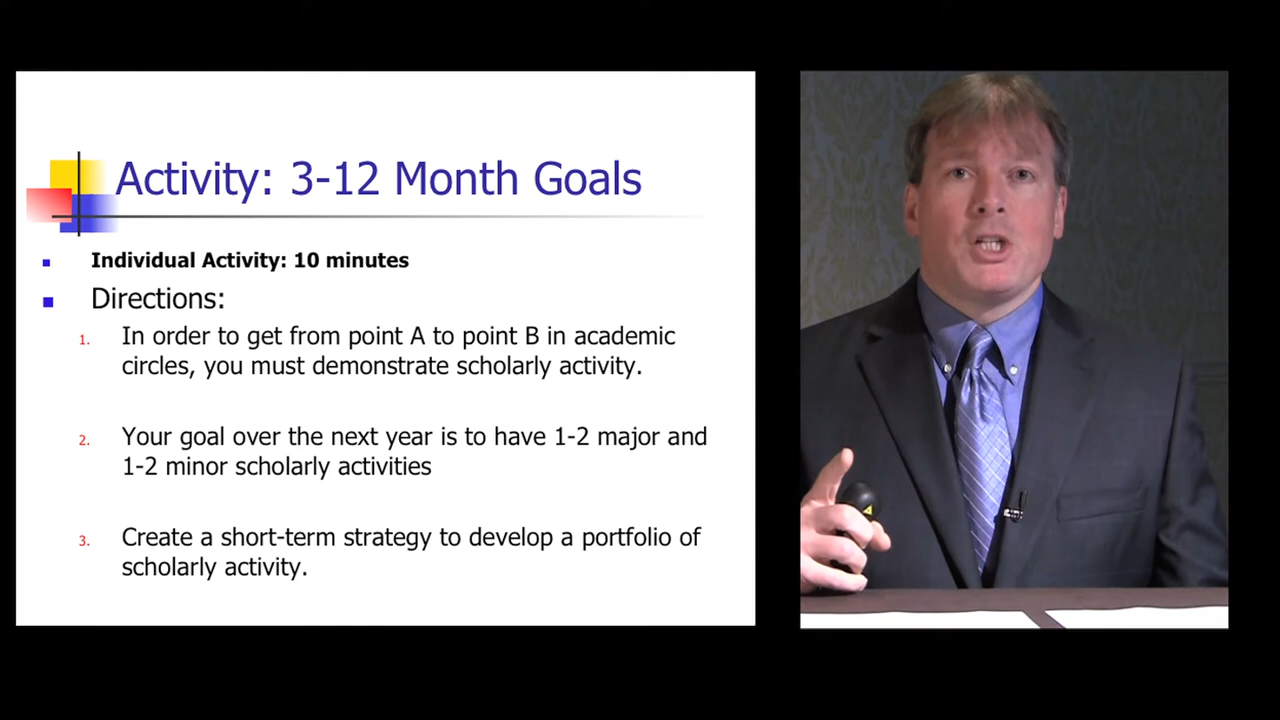 Activity: 3-12 Month Goals
Individual Activity: 10 minutes
Directions:
1. In order to get from point A to point B in academic
circles, you must demonstrate scholarly activity.
2. Your goal over the next year is to have 1-2 major and
1-2 minor scholarly activities
3. Create a short-term strategy to develop a portfolio of
scholarly activity.